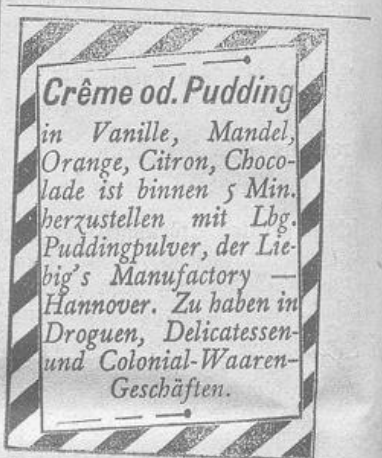 Crême od. Pudding
in Vanille, Mandel,
Orange, Citron, Choco-
lade ist binnen 5 Min.
herzustellen mit Lbg.
Puddingpulver, der Lie-
big's Manufactory —
Hannover. Zu haben in
Droguen, Delicatessen-
und Colonial-Waaren-
Geschäften.